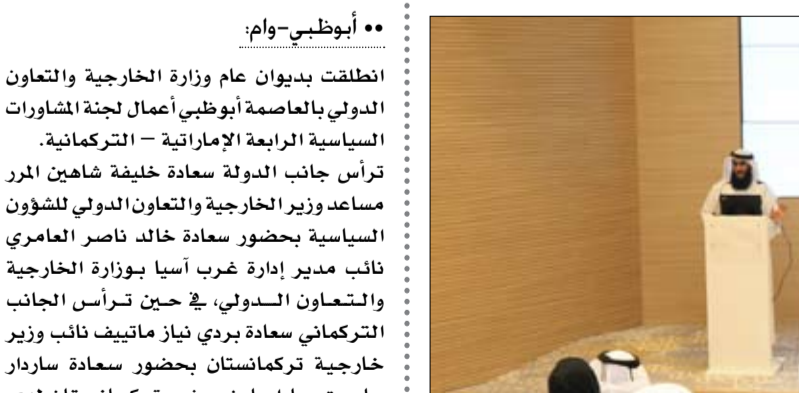 •• أبوظبي-وام:
انطلقت بديوان عام وزارة الخارجية والتعاون
الدولي بالعاصمة أبوظبي أعمال لجنة المشاورات
السياسية الرابعة الإماراتية – التركمانية.
ترأس جانب الدولة سعادة خليفة شاهين المرر
مساعد وزير الخارجية والتعاون الدولي للشؤون
السياسية بحضور سعادة خالد ناصر العامري
نائب مدير إدارة غرب آسيا بوزارة الخارجية
والتعاون الدولي، في حين ترأس الجانب
التركماني سعادة بردي نياز ماتييف نائب وزير
خارجية تركمانستان بحضور سعادة ساردار